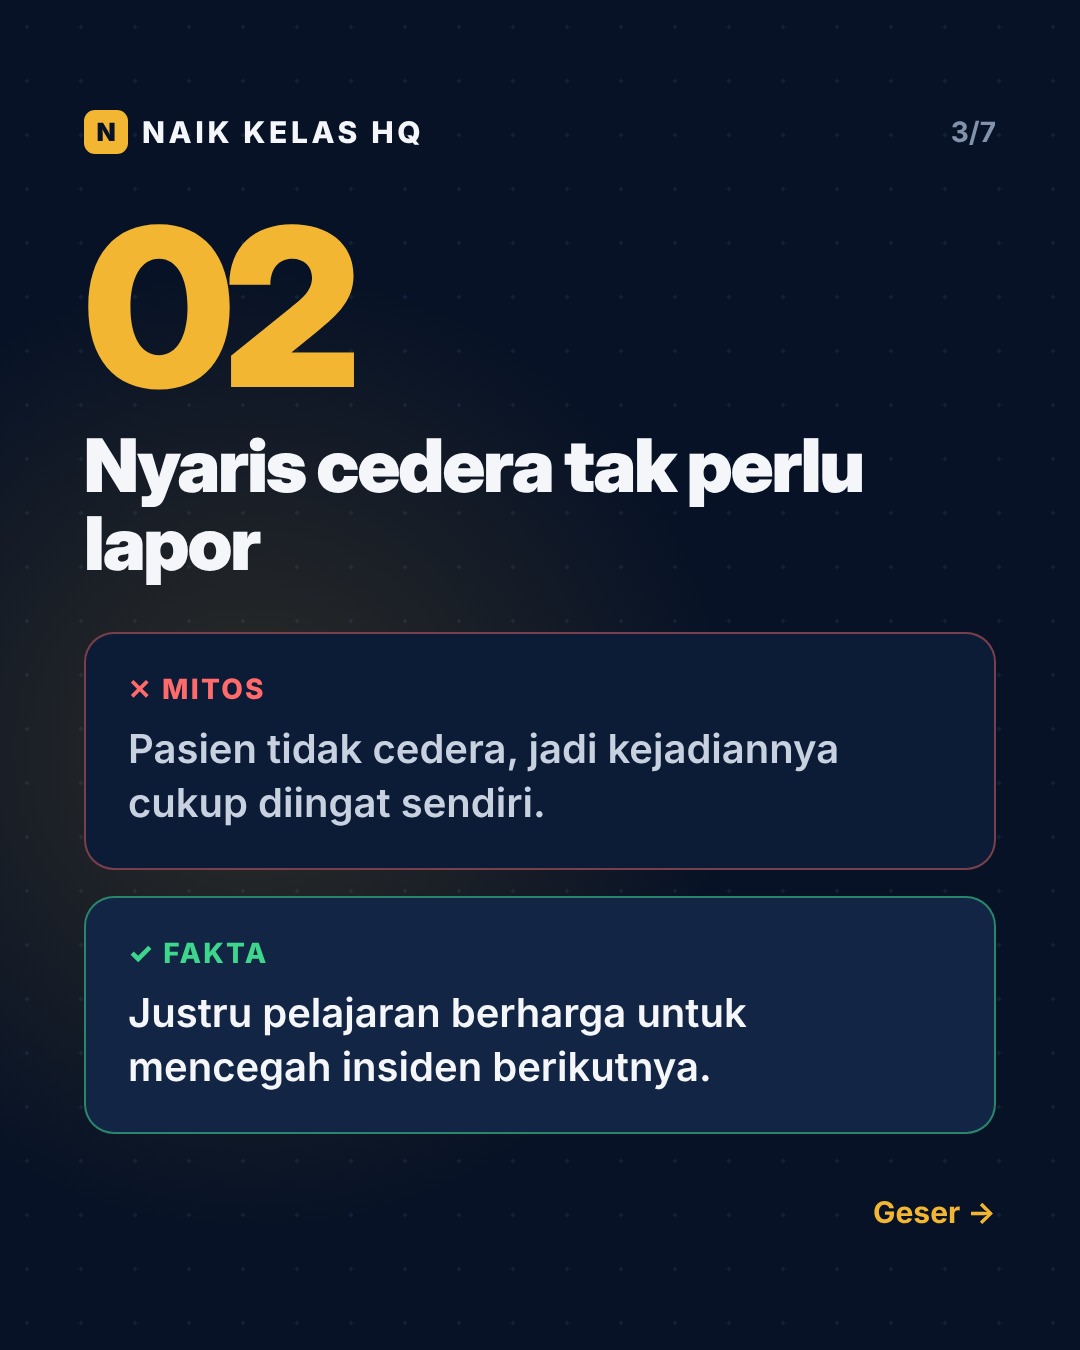 N NAIK KELAS HQ
3/7
02
Nyaris cedera tak perlu
lapor
✕ MITOS
Pasien tidak cedera, jadi kejadiannya
cukup diingat sendiri.
✓ FAKTA
Justru pelajaran berharga untuk
mencegah insiden berikutnya.
Geser →